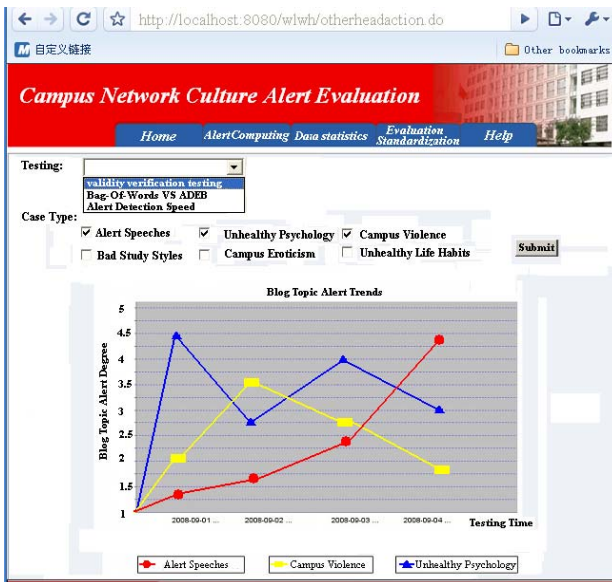 http://localhost:8080/wlwh/otherheadaction.do
自定义链接
Other bookmarks
Campus Network Culture Alert Evaluation
Home AlertComputing Data statistics Evaluation Standardization Help
Testing:
validity verification testing
Bag-Of-Words VS ADEB
Alert Detection Speed
Case Type:
Alert Speeches Unhealthy Psychology Campus Violence
Bad Study Styles Campus Eroticism Unhealthy Life Habits
Submit
Blog Topic Alert Trends
Blog Topic Alert Degree
5
4.5
4
3.5
3
2.5
2
1.5
1
2008-09-01 ... 2008-09-02 ... 2008-09-03 ... 2008-09-04 ...
Testing Time
Alert Speeches Campus Violence Unhealthy Psychology